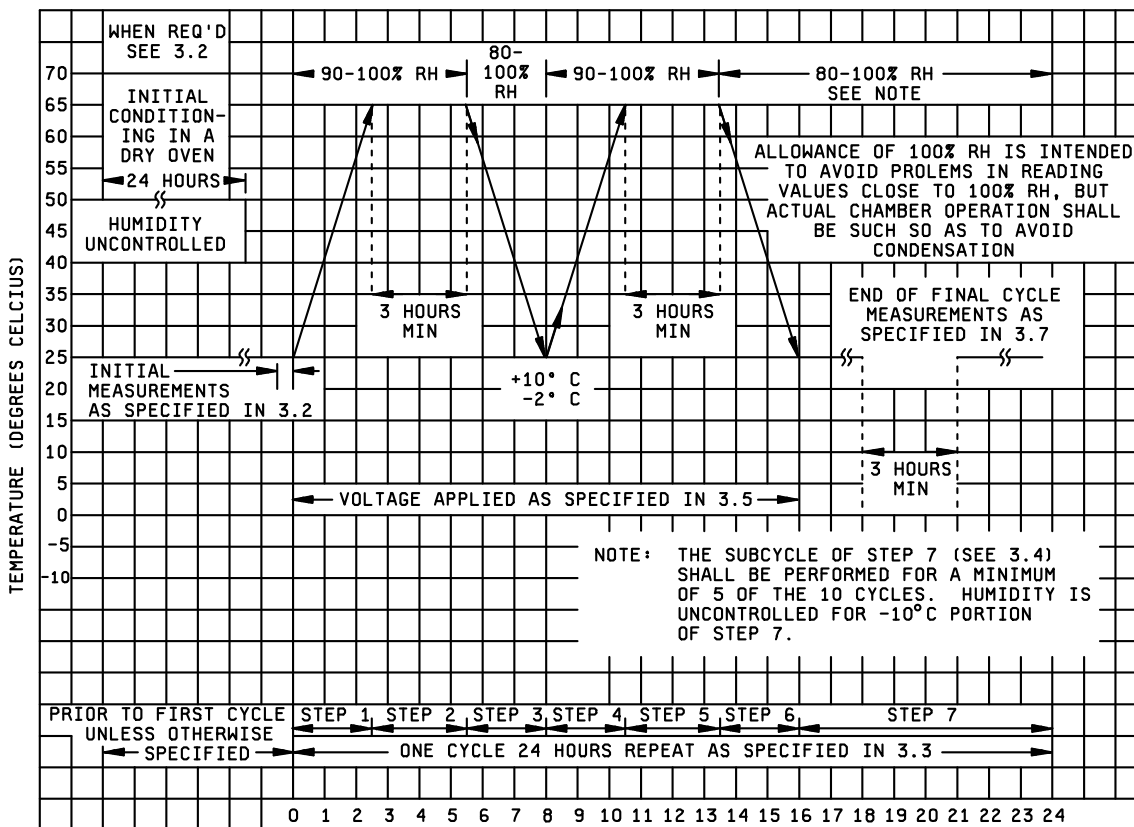 WHEN REQ'D
SEE 3.2
90-100% RH
80-
100%
RH
90-100% RH
80-100% RH
SEE NOTE
INITIAL
CONDITION-
ING IN A
DRY OVEN
24 HOURS
HUMIDITY
UNCONTROLLED
ALLOWANCE OF 100% RH IS INTENDED
TO AVOID PROLEMS IN READING
VALUES CLOSE TO 100% RH, BUT
ACTUAL CHAMBER OPERATION SHALL
BE SUCH SO AS TO AVOID
CONDENSATION
3 HOURS
MIN
3 HOURS
MIN
END OF FINAL CYCLE
MEASUREMENTS AS
SPECIFIED IN 3.7
INITIAL
MEASUREMENTS
AS SPECIFIED IN 3.2
+10° C
-2° C
3 HOURS
MIN
VOLTAGE APPLIED AS SPECIFIED IN 3.5
TEMPERATURE (DEGREES CELCIUS)
70
65
60
55
50
45
40
35
30
25
20
15
10
5
0
-5
-10
NOTE: THE SUBCYCLE OF STEP 7 (SEE 3.4)
SHALL BE PERFORMED FOR A MINIMUM
OF 5 OF THE 10 CYCLES. HUMIDITY IS
UNCONTROLLED FOR -10°C PORTION
OF STEP 7.
PRIOR TO FIRST CYCLE
UNLESS OTHERWISE
SPECIFIED
STEP 1 STEP 2 STEP 3 STEP 4 STEP 5 STEP 6 STEP 7
ONE CYCLE 24 HOURS REPEAT AS SPECIFIED IN 3.3
0 1 2 3 4 5 6 7 8 9 10 11 12 13 14 15 16 17 18 19 20 21 22 23 24